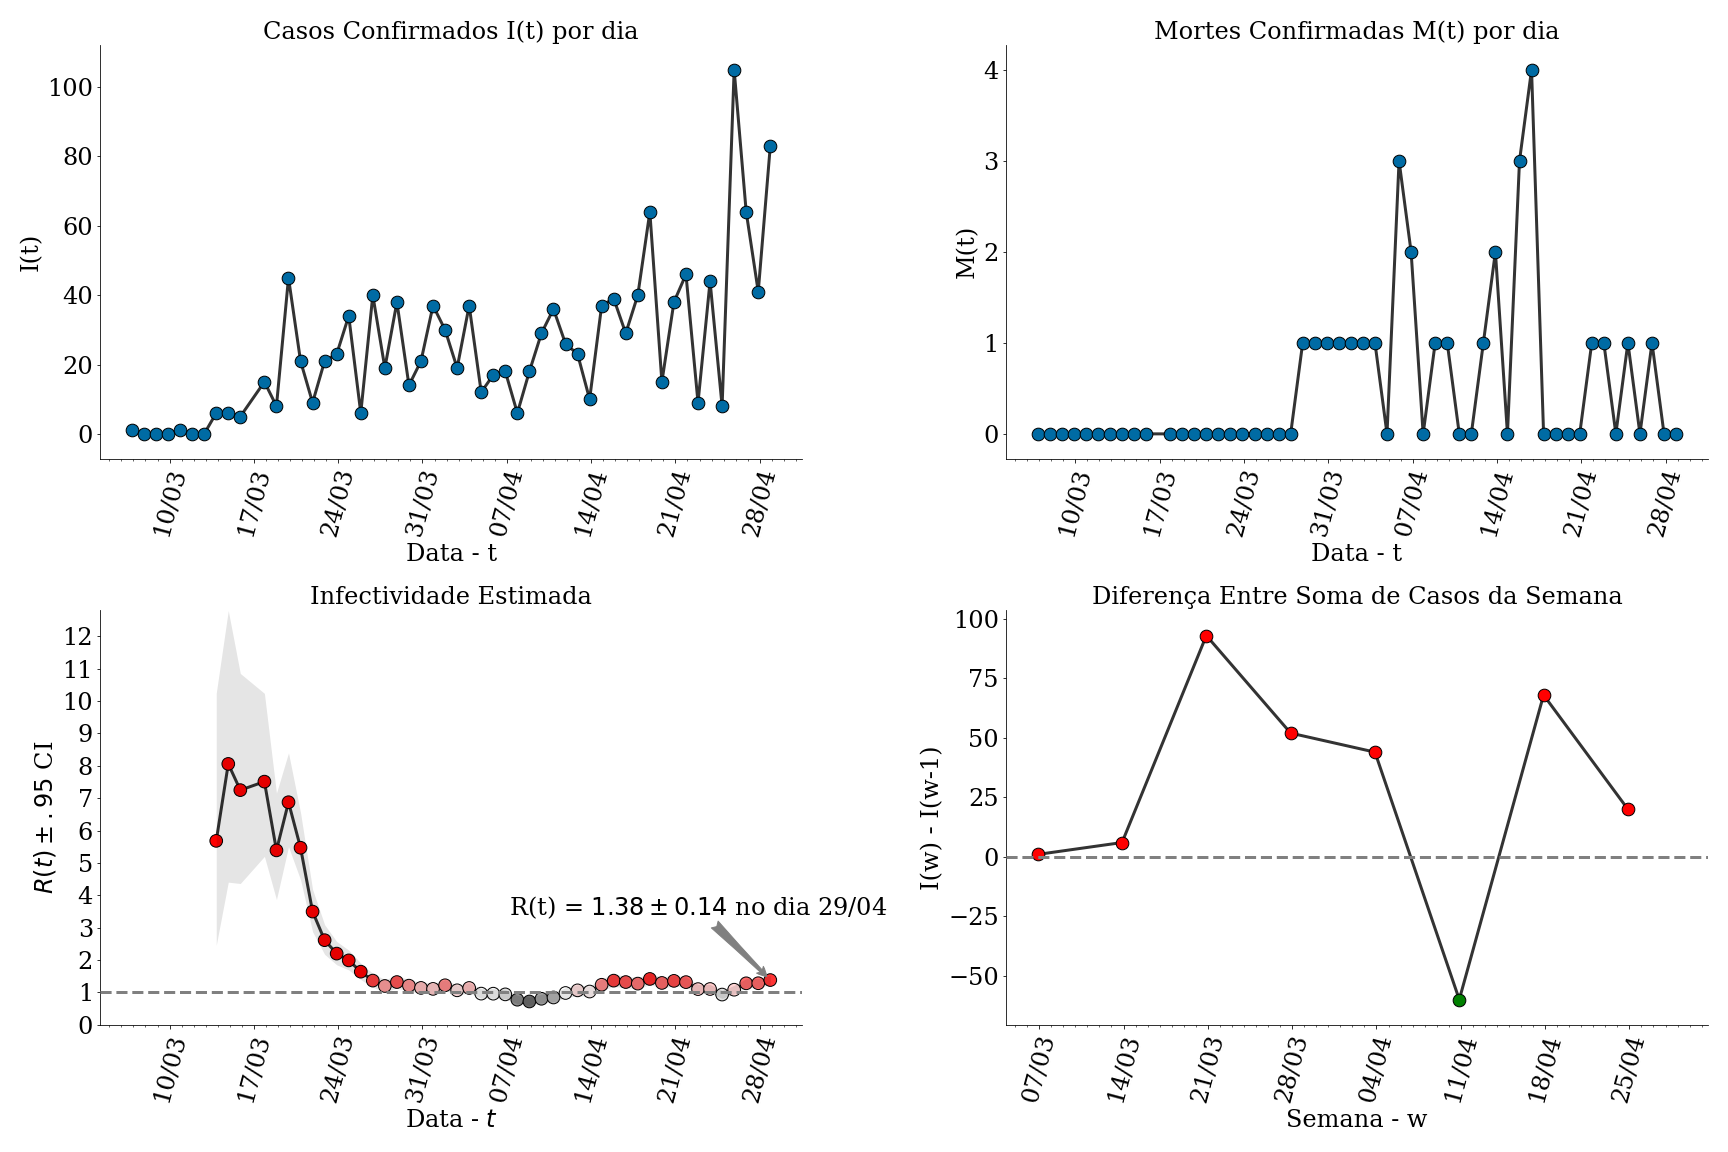 Casos Confirmados I(t) por dia
I(t)
100
80
60
40
20
0
10/03 17/03 24/03 31/03 07/04 14/04 21/04 28/04
Data - t
Mortes Confirmadas M(t) por dia
M(t)
4
3
2
1
0
10/03 17/03 24/03 31/03 07/04 14/04 21/04 28/04
Data - t
Infectividade Estimada
R(t) ± .95 CI
12
11
10
9
8
7
6
5
4
3
2
1
0
R(t) = 1.38 ± 0.14 no dia 29/04
10/03 17/03 24/03 31/03 07/04 14/04 21/04 28/04
Data - t
Diferença Entre Soma de Casos da Semana
I(w) - I(w-1)
100
75
50
25
0
−25
−50
07/03 14/03 21/03 28/03 04/04 11/04 18/04 25/04
Semana - w